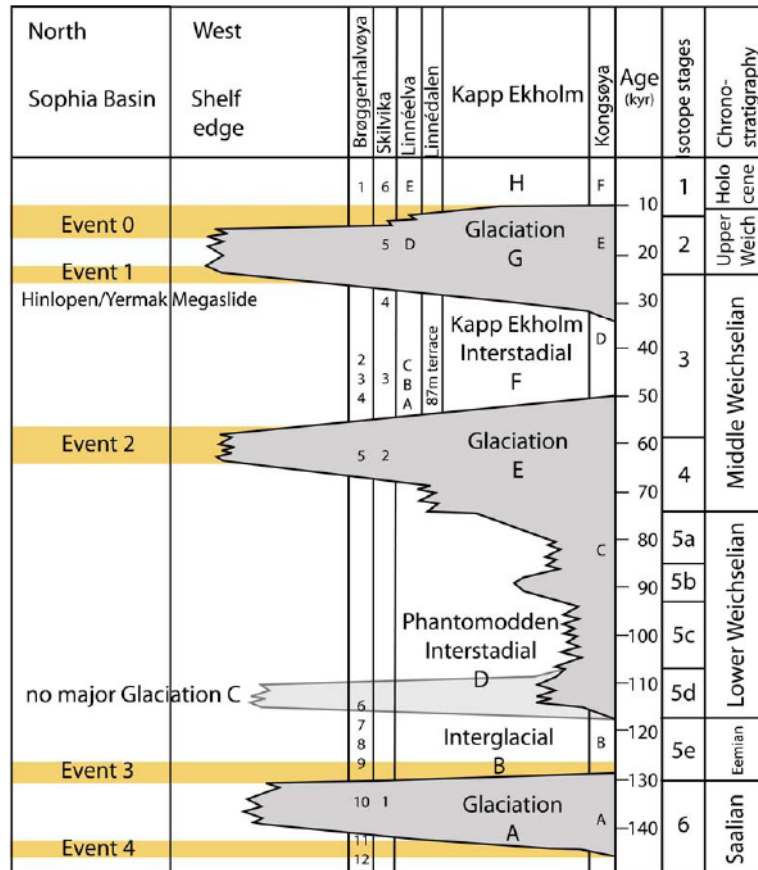 North
Sophia Basin
West
Shelf
edge
Brøggerhalvøya
Skilvika
Linnéelva
Linnédalen
Kapp Ekholm
Kongsøya
Age
(kyr)
Isotope stages
Chrono-
stratigraphy
1
6
E
H
F
10
1
Holo
cene
Event 0
Glaciation
G
5
D
E
20
2
Upper
Weich
Event 1
Hinlopen/Yermak Megaslide
4
30
Kapp Ekholm
Interstadial
F
D
40
2
3
4
3
C
B
A
87m terrace
50
3
Middle Weichselian
Event 2
Glaciation
E
5
2
60
4
70
80
5a
C
90
5b
Phantomodden
Interstadial
D
100
5c
Lower Weichselian
no major Glaciation C
110
5d
6
7
8
9
Interglacial
B
B
120
5e
Eemian
Event 3
130
10
1
Glaciation
A
A
140
6
Saalian
Event 4
11
12